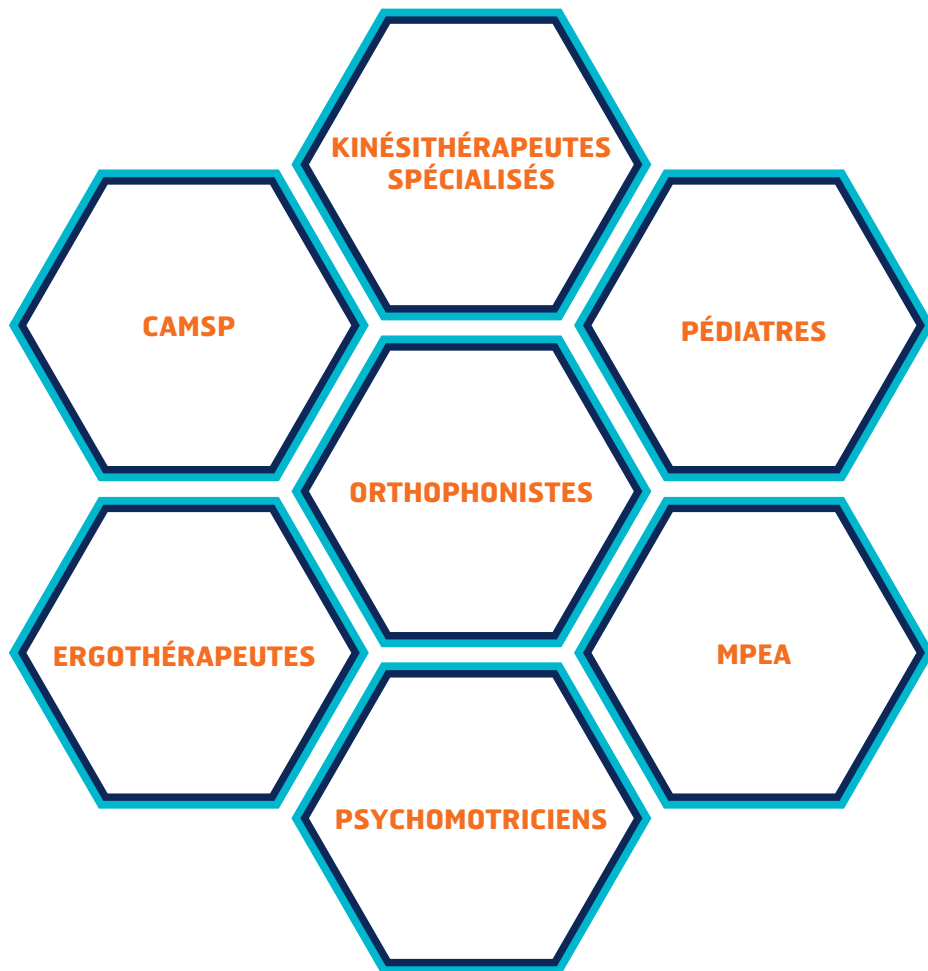 KINÉSITHÉRAPEUTES
SPÉCIALISÉS
CAMSP
PÉDIATRES
ORTHOPHONISTES
ERGOTHÉRAPEUTES
MPEA
PSYCHOMOTRICIENS